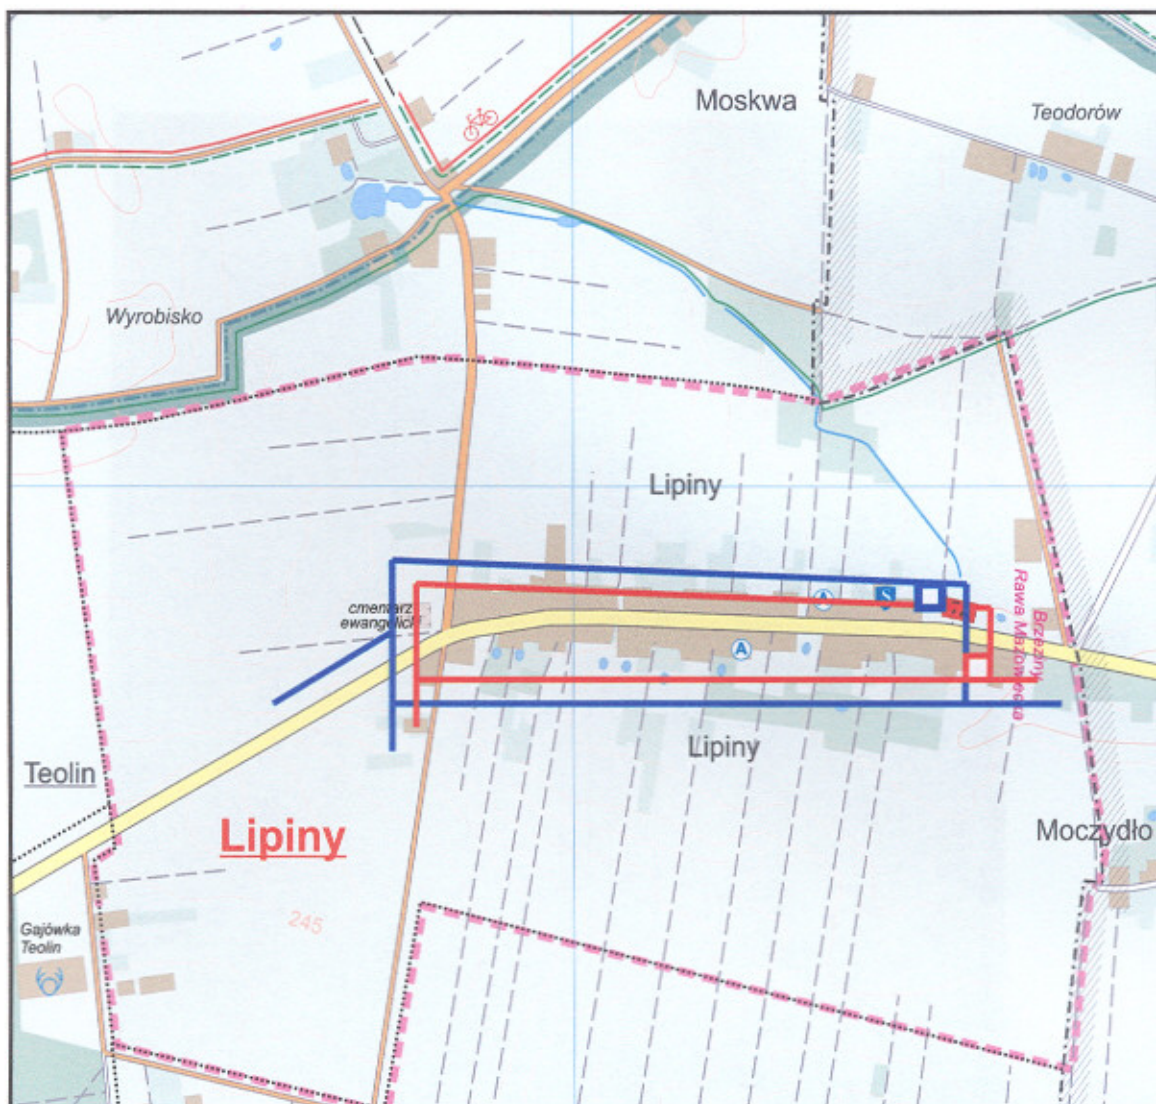 Moskwa
Teodorów
Wyrobisko
Lipiny
cmentarz
ewangelicki
A
A
Brzeziny
Rawa Mazowiecka
Lipiny
Teolin
Lipiny
Moczydło
245
Gajówka
Teolin